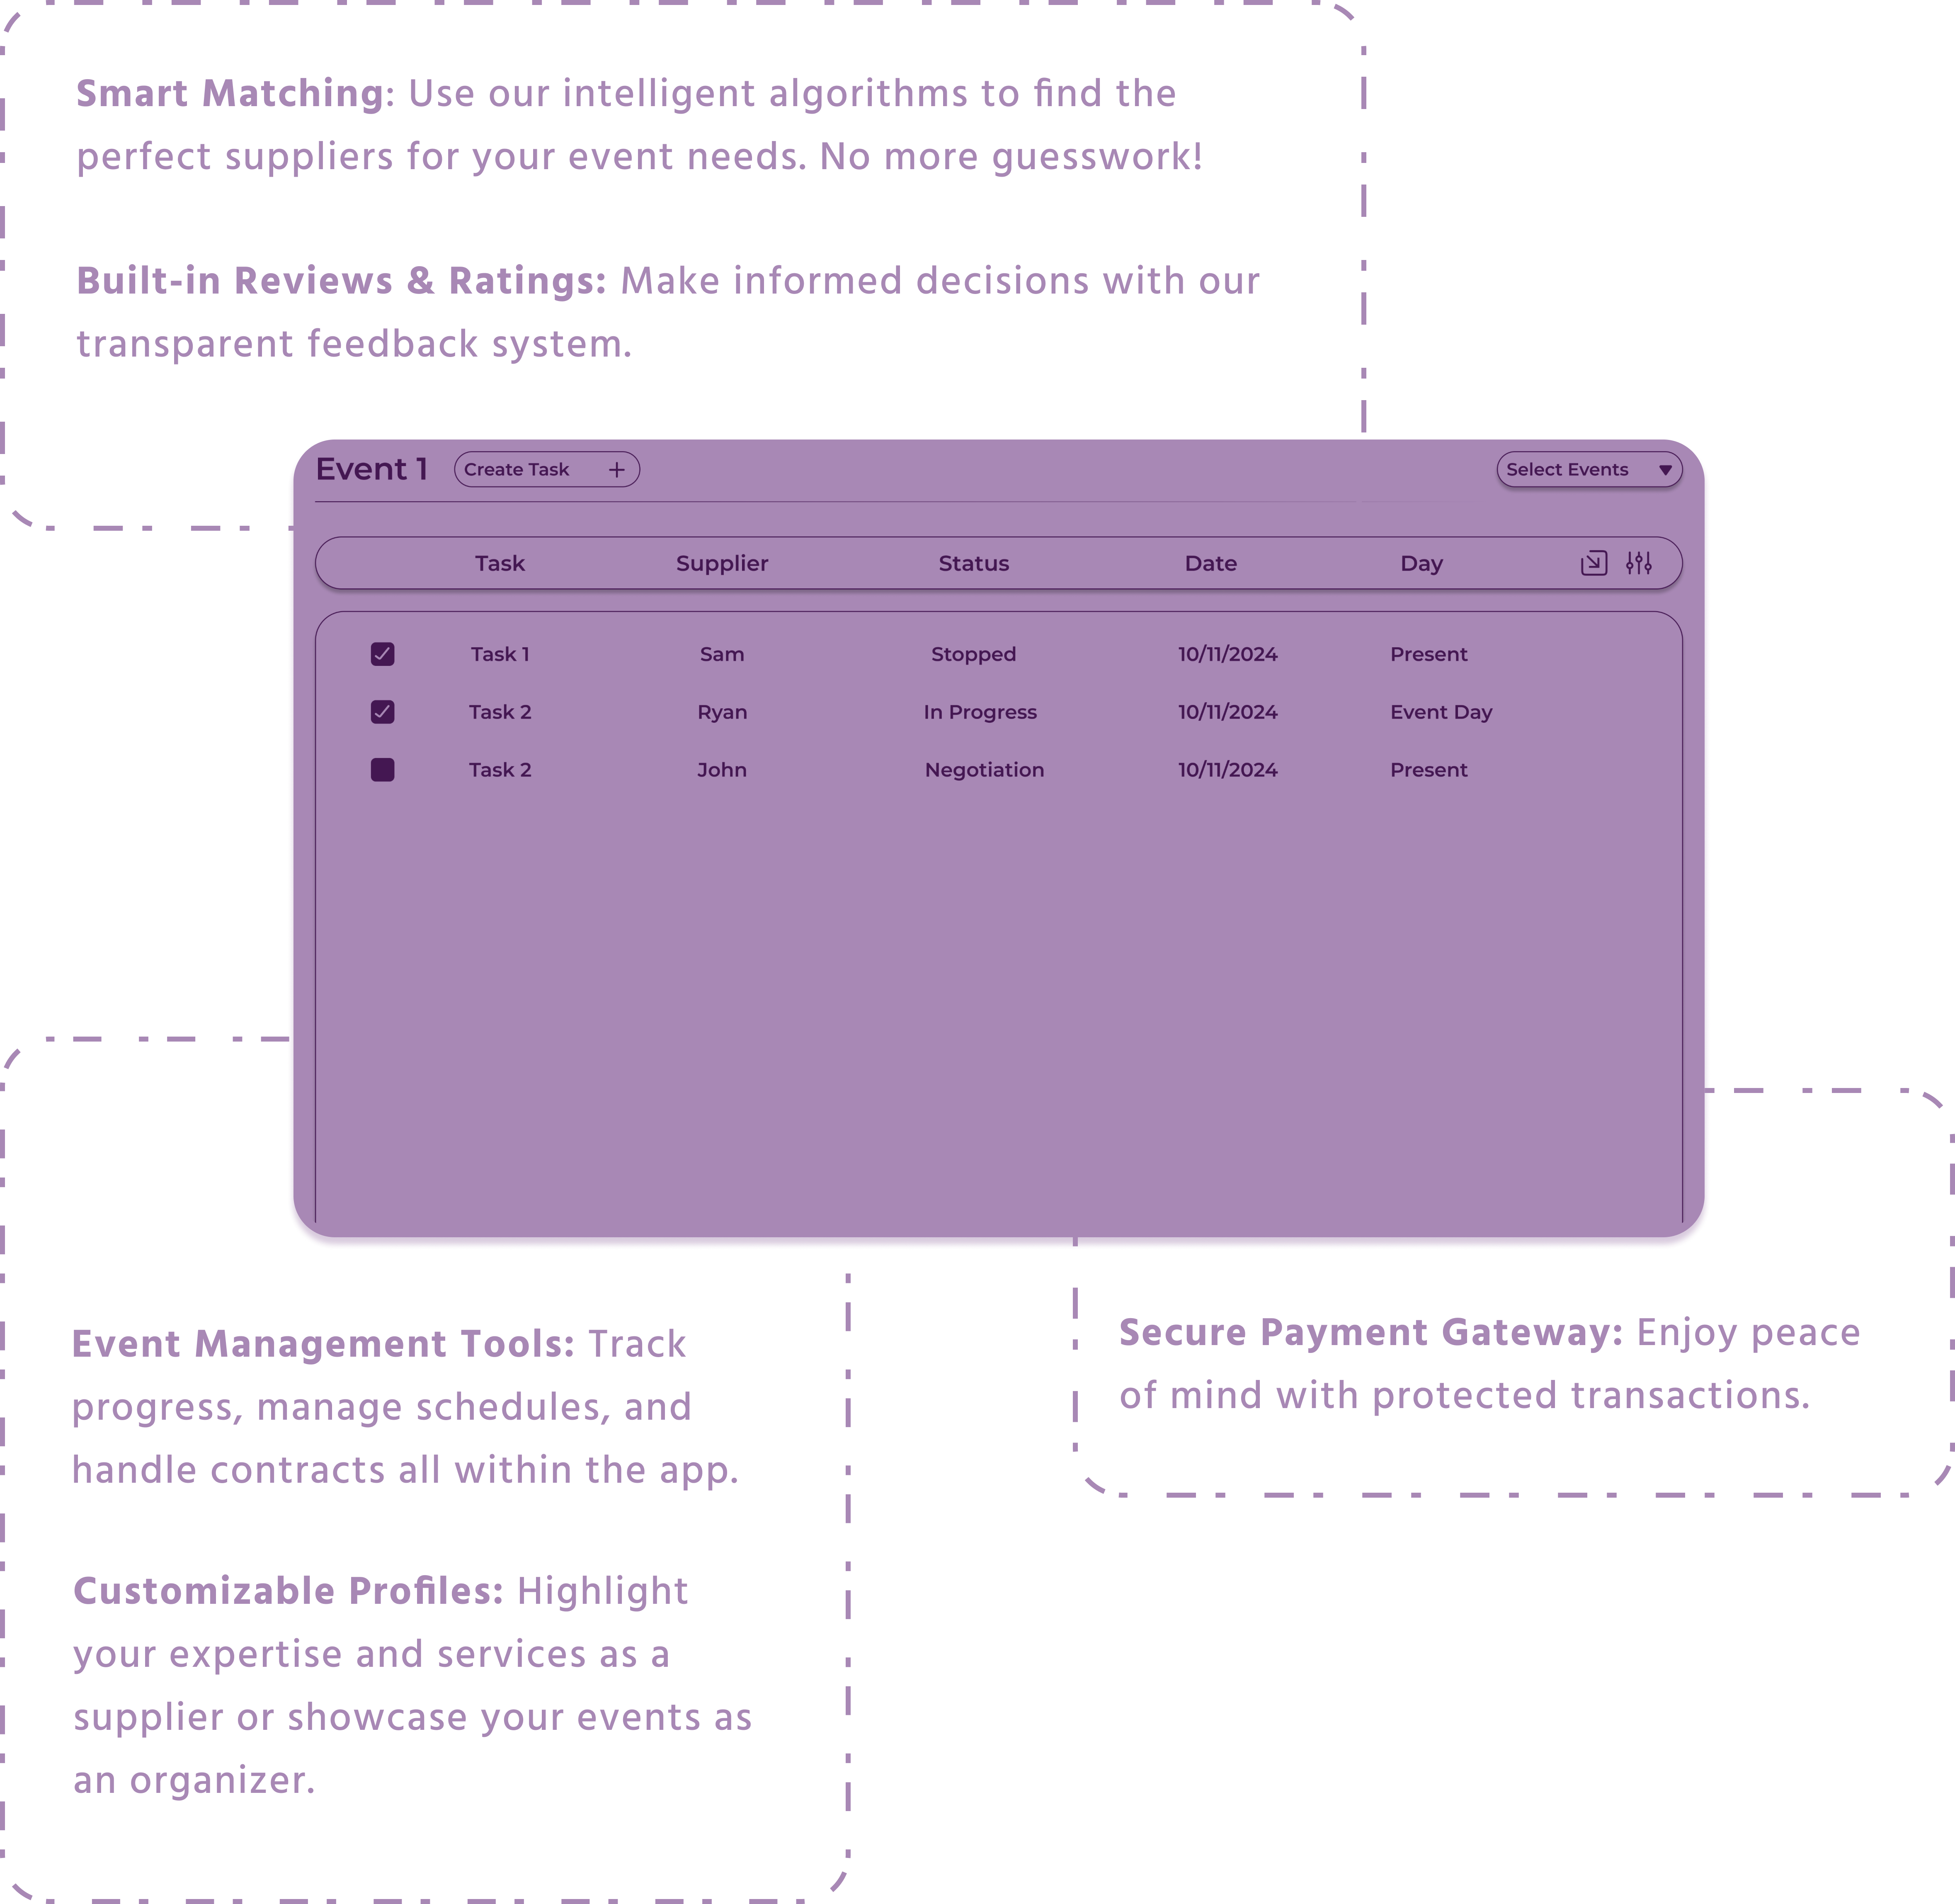 Smart Matching: Use our intelligent algorithms to find the
perfect suppliers for your event needs. No more guesswork!
Built-in Reviews & Ratings: Make informed decisions with our
transparent feedback system.
Event 1 Create Task + Select Events
Task Supplier Status Date Day
Task 1 Sam Stopped 10/11/2024 Present
Task 2 Ryan In Progress 10/11/2024 Event Day
Task 2 John Negotiation 10/11/2024 Present
Event Management Tools: Track
progress, manage schedules, and
handle contracts all within the app.
Customizable Profiles: Highlight
your expertise and services as a
supplier or showcase your events as
an organizer.
Secure Payment Gateway: Enjoy peace
of mind with protected transactions.